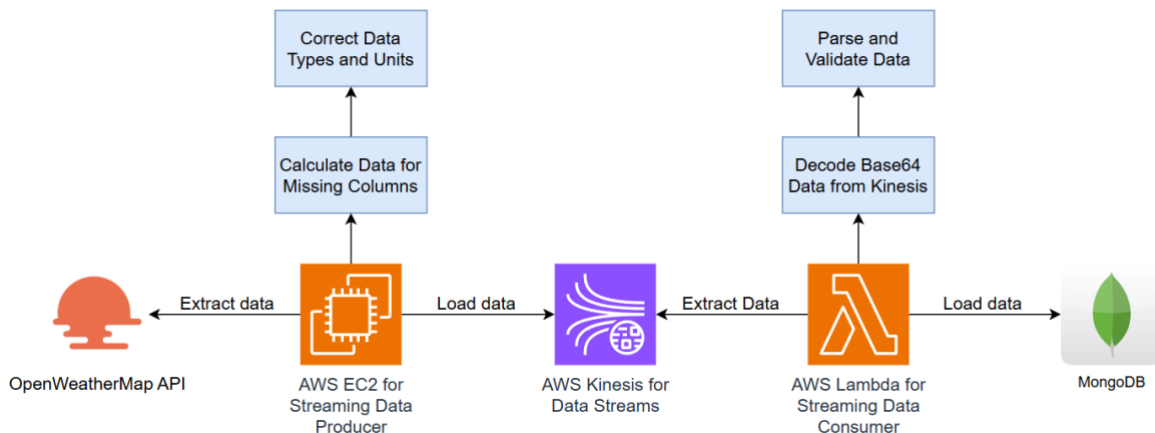 Correct Data
Types and Units
Parse and
Validate Data
Calculate Data for
Missing Columns
Decode Base64
Data from Kinesis
Extract data
Load data
Extract Data
Load data
OpenWeatherMap API
AWS EC2 for
Streaming Data
Producer
AWS Kinesis for
Data Streams
AWS Lambda for
Streaming Data
Consumer
MongoDB